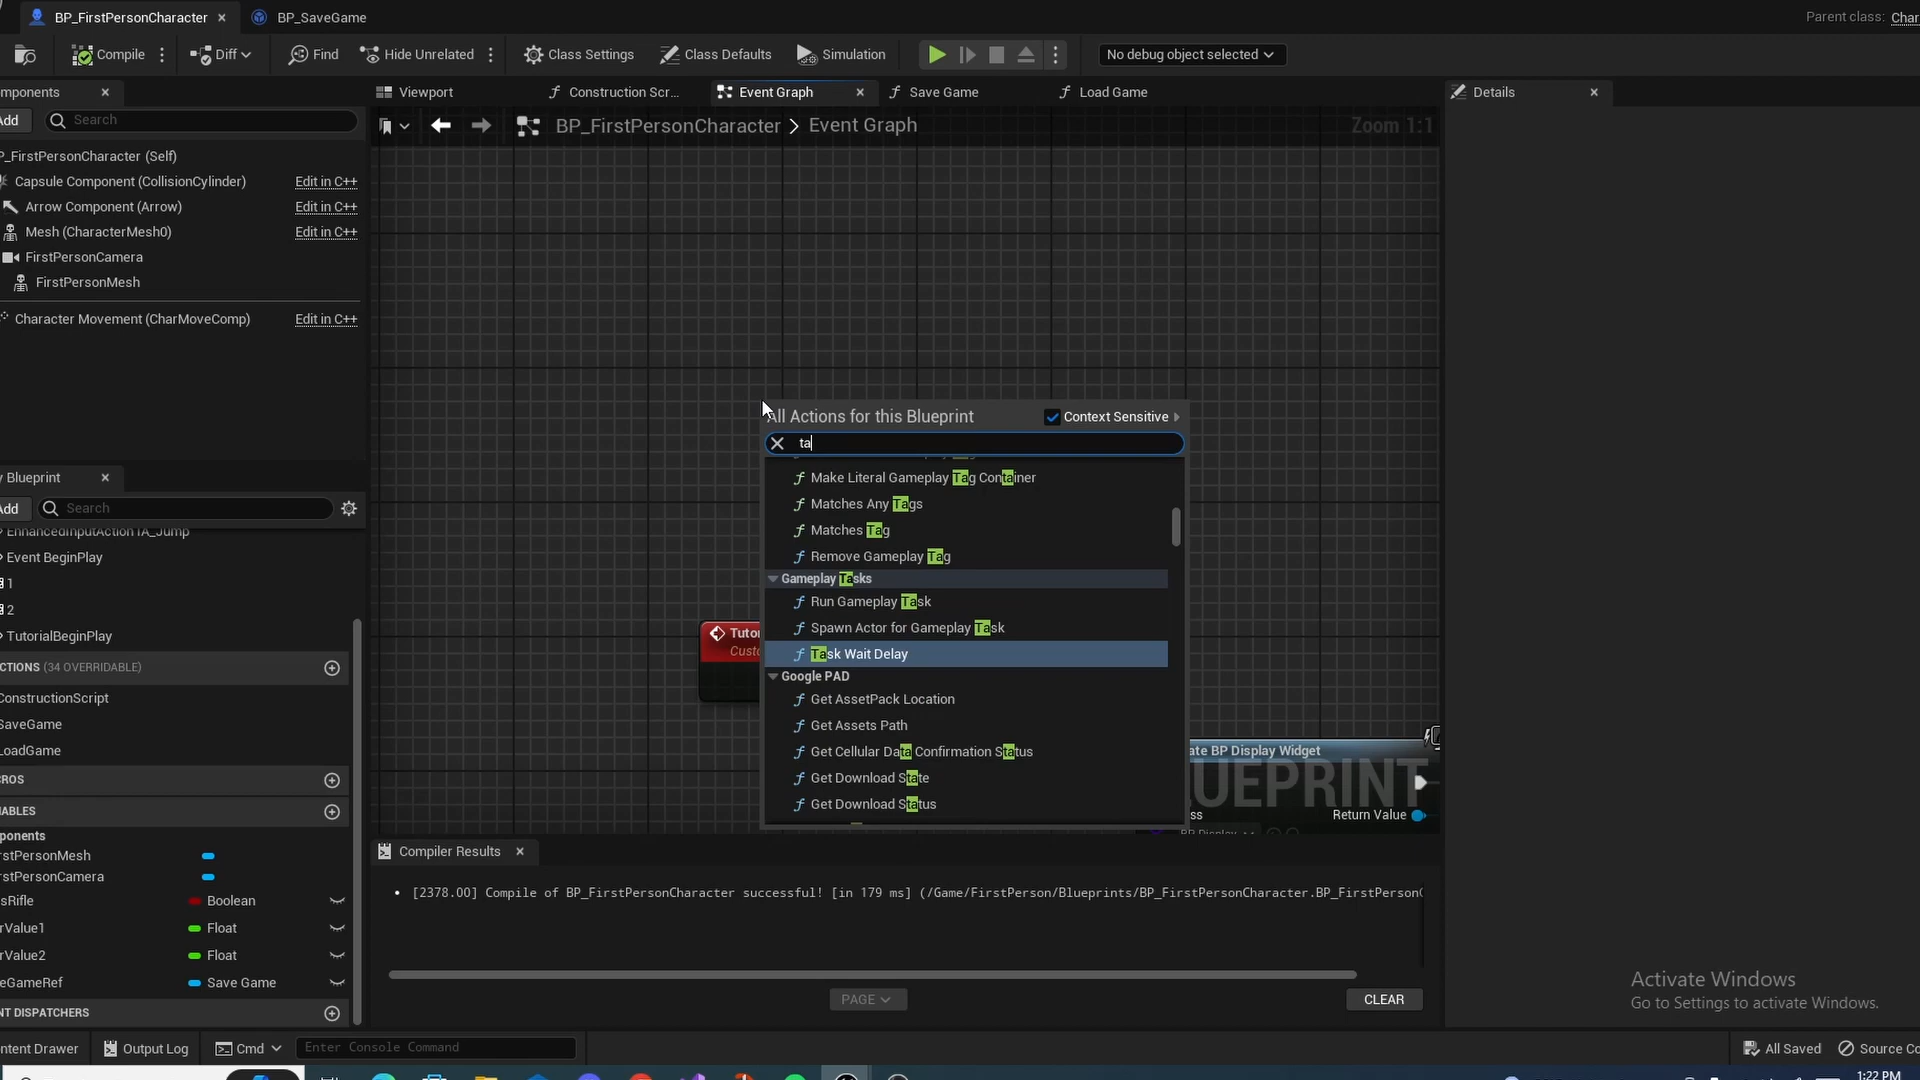 BP_FirstPersonCharacter
BP_SaveGame
Parent class: Char
Compile
Diff
Find
Hide Unrelated
Class Settings
Class Defaults
Simulation
No debug object selected
mponents
Viewport
Construction Scr...
Event Graph
Save Game
Load Game
Details
Add
Search
BP_FirstPersonCharacter > Event Graph
Zoom 1:1
P_FirstPersonCharacter (Self)
Capsule Component (CollisionCylinder)
Edit in C++
Arrow Component (Arrow)
Edit in C++
Mesh (CharacterMesh0)
Edit in C++
FirstPersonCamera
FirstPersonMesh
Character Movement (CharMoveComp)
Edit in C++
All Actions for this Blueprint
Context Sensitive
ta
Make Literal Gameplay Tag Container
Matches Any Tags
Matches Tag
Remove Gameplay Tag
Gameplay Tasks
Run Gameplay Task
Spawn Actor for Gameplay Task
Task Wait Delay
Google PAD
Get AssetPack Location
Get Assets Path
Get Cellular Data Confirmation Status
Get Download State
Get Download Status
Tutor
Custo
ate BP Display Widget
UEPRINT
ss
Return Value
BP Display
y Blueprint
Add
Search
EnhancedInputAction IA_Jump
Event BeginPlay
1
2
TutorialBeginPlay
CTIONS (34 OVERRIDABLE)
ConstructionScript
SaveGame
LoadGame
ROS
IABLES
ponents
rstPersonMesh
rstPersonCamera
sRifle
Boolean
rValue1
Float
rValue2
Float
eGameRef
Save Game
NT DISPATCHERS
Compiler Results
[2378.00] Compile of BP_FirstPersonCharacter successful! [in 179 ms] (/Game/FirstPerson/Blueprints/BP_FirstPersonCharacter.BP_FirstPersonC
PAGE
CLEAR
Activate Windows
Go to Settings to activate Windows.
ntent Drawer
Output Log
Cmd
Enter Console Command
All Saved
Source Co
1:22 PM